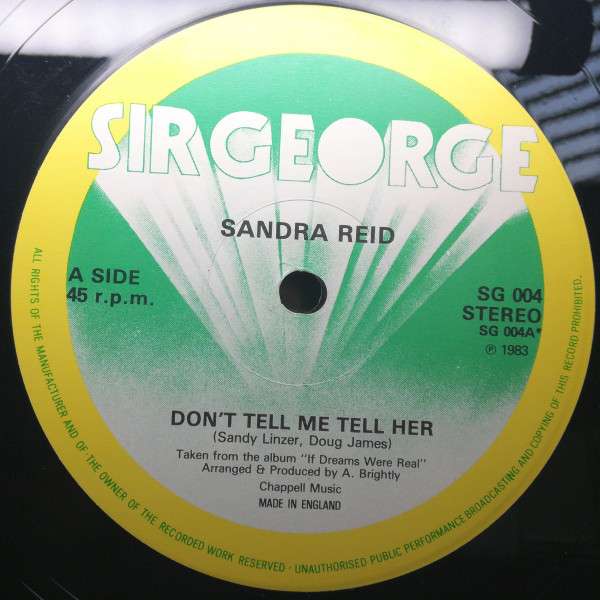 SIR GEORGE
SANDRA REID
A SIDE
45 r.p.m.
SG 004
STEREO
SG 004A*
℗ 1983
DON'T TELL ME TELL HER
(Sandy Linzer, Doug James)
Taken from the album "If Dreams Were Real"
Arranged & Produced by A. Brightly
Chappell Music
MADE IN ENGLAND
ALL RIGHTS OF THE MANUFACTURER AND OF THE OWNER OF THE RECORDED WORK RESERVED · UNAUTHORISED PUBLIC PERFORMANCE BROADCASTING AND COPYING OF THIS RECORD PROHIBITED.